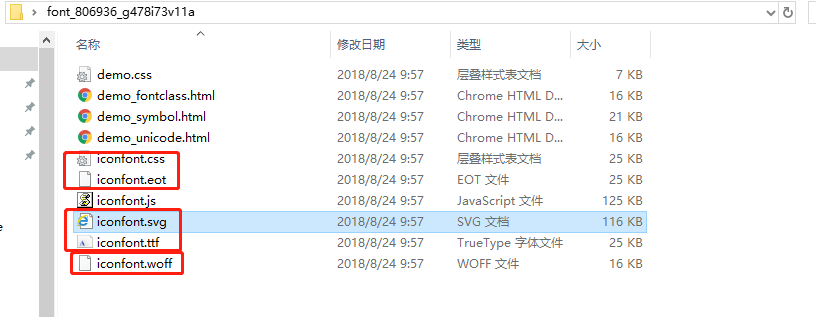 font_806936_g478i73v11a
名称 修改日期 类型 大小
demo.css 2018/8/24 9:57 层叠样式表文档 7 KB
demo_fontclass.html 2018/8/24 9:57 Chrome HTML D... 16 KB
demo_symbol.html 2018/8/24 9:57 Chrome HTML D... 21 KB
demo_unicode.html 2018/8/24 9:57 Chrome HTML D... 16 KB
iconfont.css 2018/8/24 9:57 层叠样式表文档 25 KB
iconfont.eot 2018/8/24 9:57 EOT 文件 25 KB
iconfont.js 2018/8/24 9:57 JavaScript 文件 125 KB
iconfont.svg 2018/8/24 9:57 SVG 文档 116 KB
iconfont.ttf 2018/8/24 9:57 TrueType 字体文件 25 KB
iconfont.woff 2018/8/24 9:57 WOFF 文件 16 KB